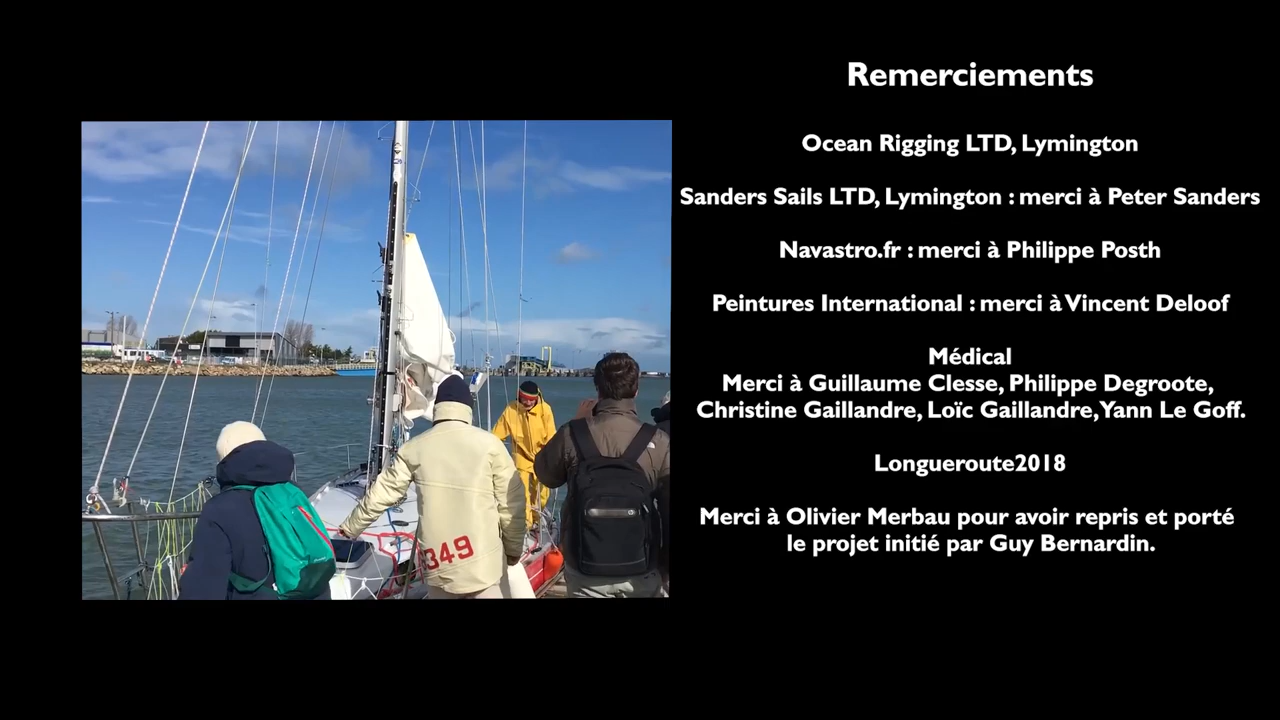 Remerciements
Ocean Rigging LTD, Lymington
Sanders Sails LTD, Lymington : merci à Peter Sanders
Navastro.fr : merci à Philippe Posth
Peintures International : merci à Vincent Deloof
Médical
Merci à Guillaume Clesse, Philippe Degroote,
Christine Gaillandre, Loïc Gaillandre, Yann Le Goff.
Longueroute2018
Merci à Olivier Merbau pour avoir repris et porté
le projet initié par Guy Bernardin.
349